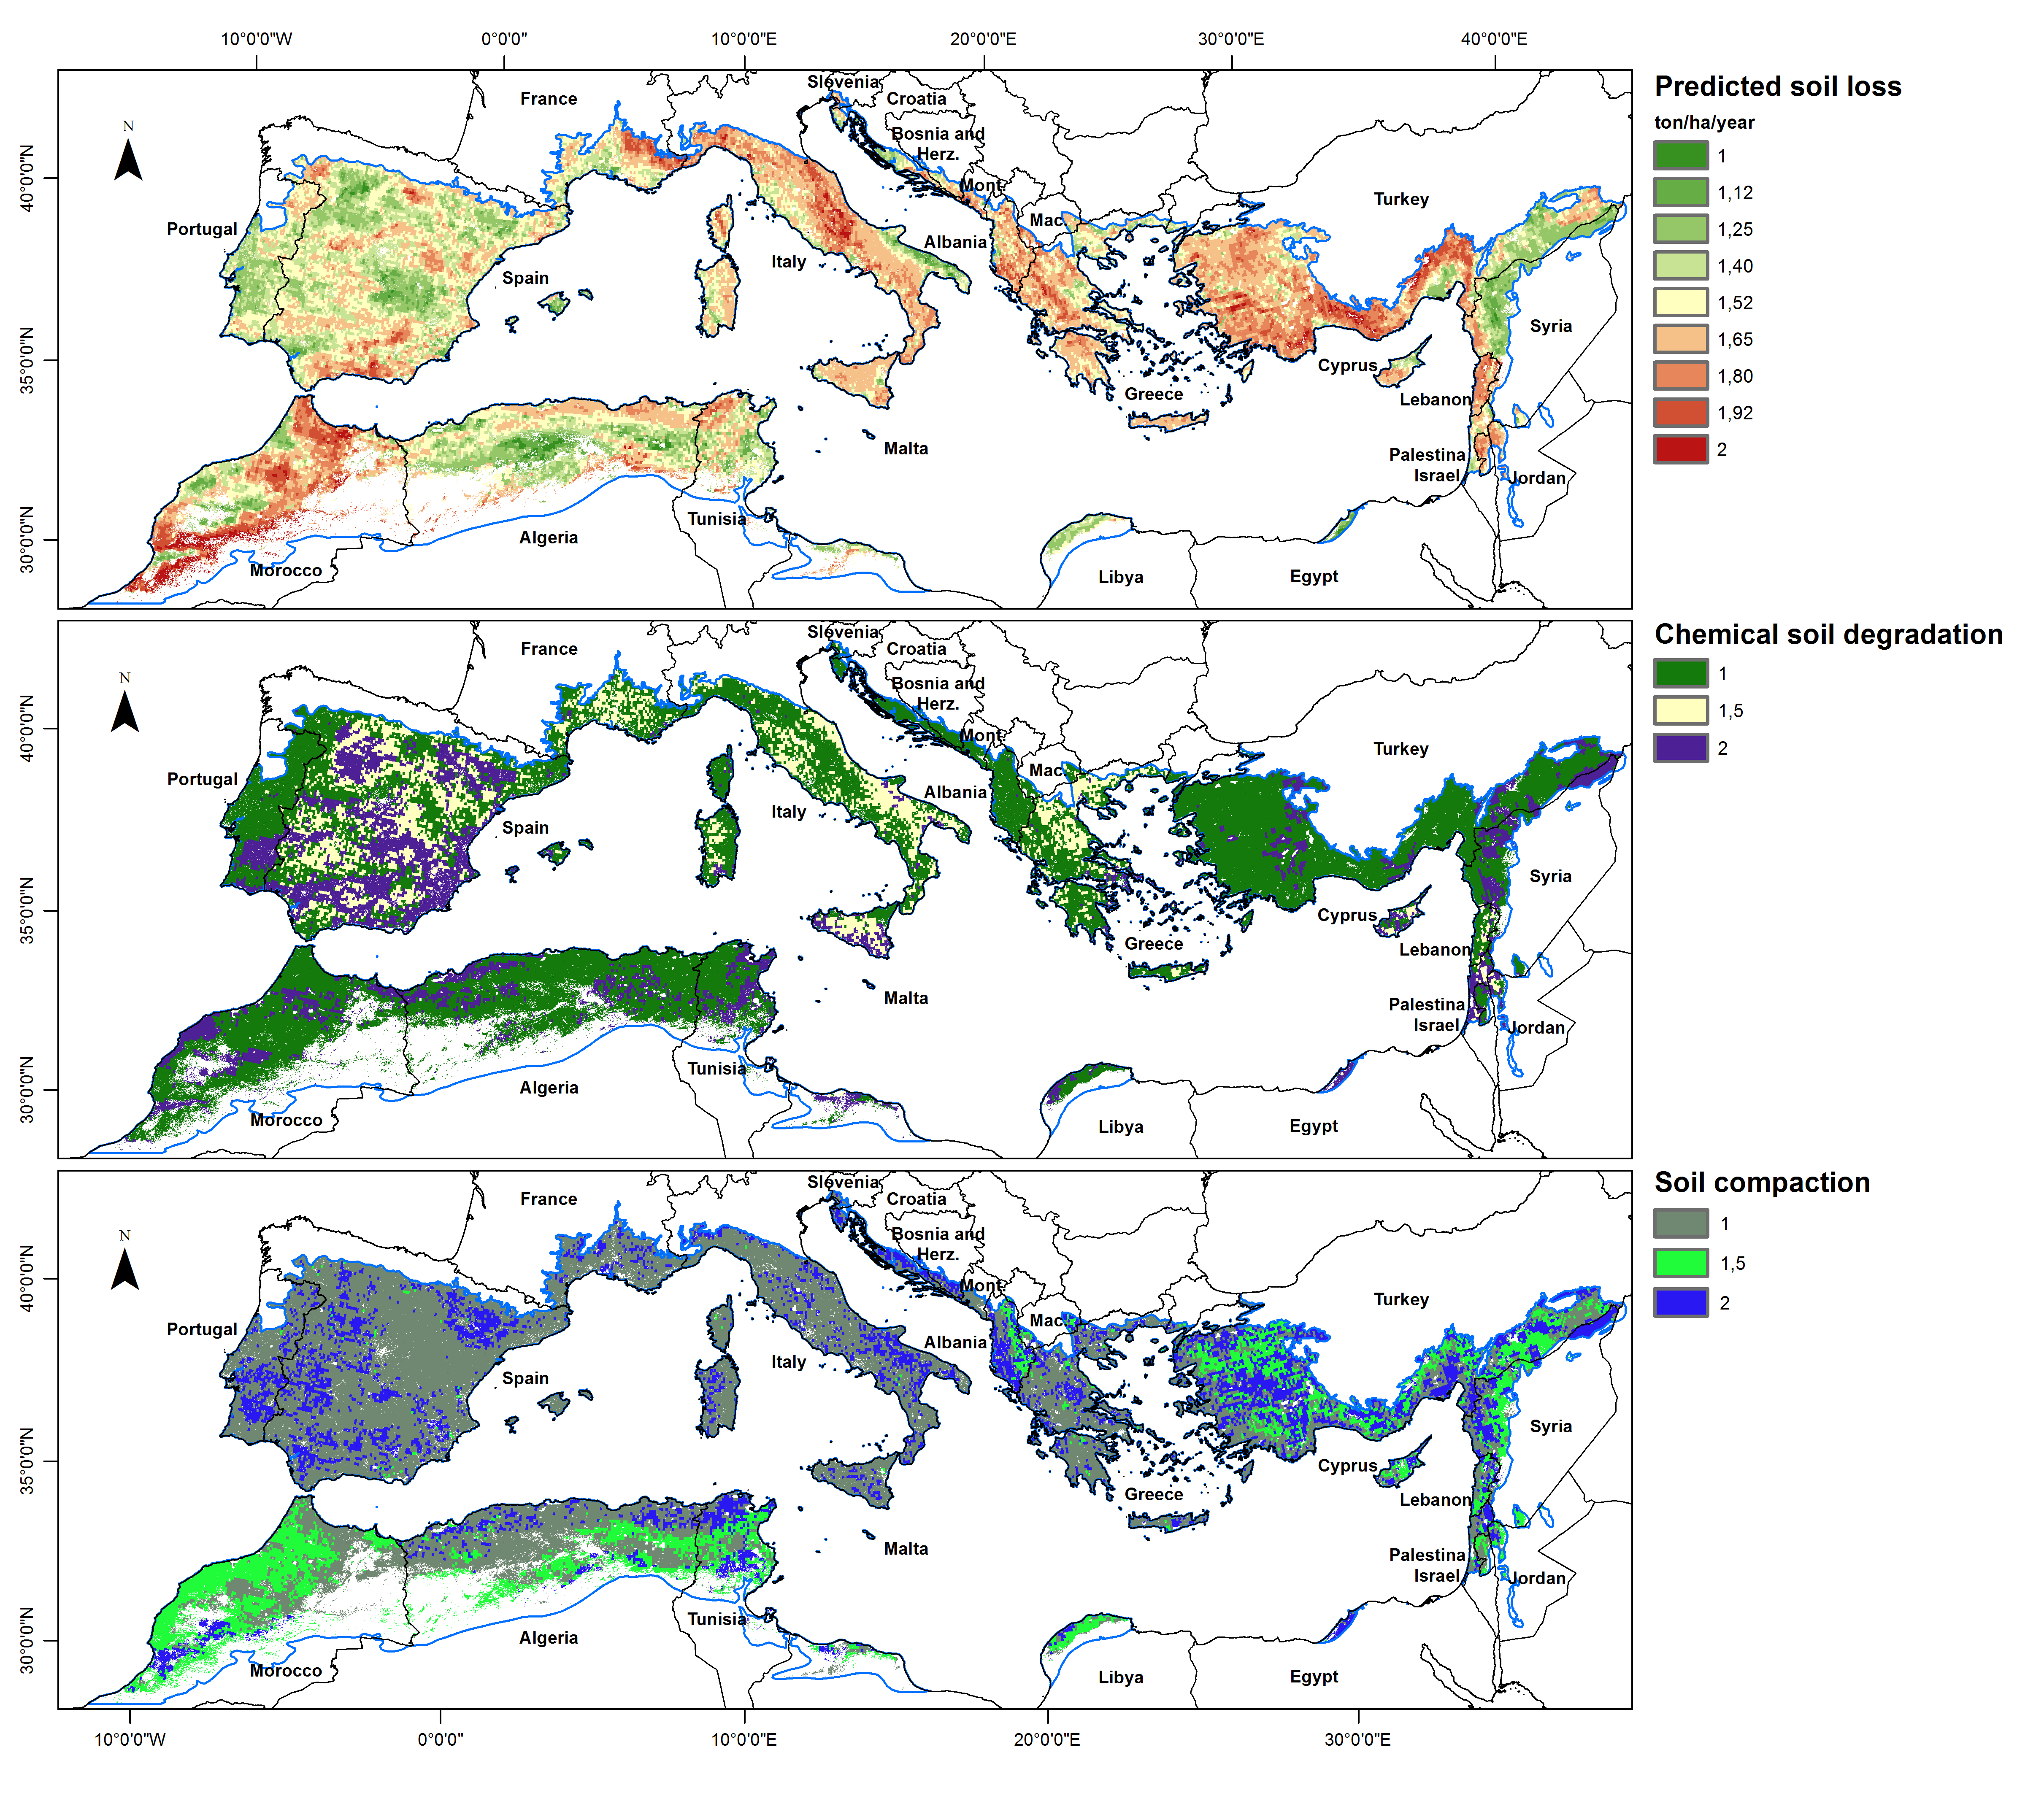 10°0'0"W 0°0'0" 10°0'0"E 20°0'0"E 30°0'0"E 40°0'0"E
Predicted soil loss
ton/ha/year
1
1,12
1,25
1,40
1,52
1,65
1,80
1,92
2
N
40°0'0"N
35°0'0"N
30°0'0"N
Slovenia
France
Croatia
Bosnia and
Herz.
Mont.
Portugal
Mac.
Turkey
Albania
Italy
Spain
Syria
Cyprus
Greece
Lebanon
Malta
Palestina
Israel
Jordan
Tunisia
Algeria
Morocco
Libya
Egypt
Chemical soil degradation
1
1,5
2
N
40°0'0"N
35°0'0"N
30°0'0"N
Slovenia
France
Croatia
Bosnia and
Herz.
Mont.
Portugal
Mac.
Turkey
Albania
Italy
Spain
Syria
Cyprus
Greece
Lebanon
Malta
Palestina
Israel
Jordan
Tunisia
Algeria
Morocco
Libya
Egypt
Soil compaction
1
1,5
2
N
40°0'0"N
35°0'0"N
30°0'0"N
Slovenia
France
Croatia
Bosnia and
Herz.
Mont.
Portugal
Mac.
Turkey
Albania
Italy
Spain
Syria
Cyprus
Greece
Lebanon
Malta
Palestina
Israel
Jordan
Tunisia
Algeria
Morocco
Libya
Egypt
10°0'0"W 0°0'0" 10°0'0"E 20°0'0"E 30°0'0"E